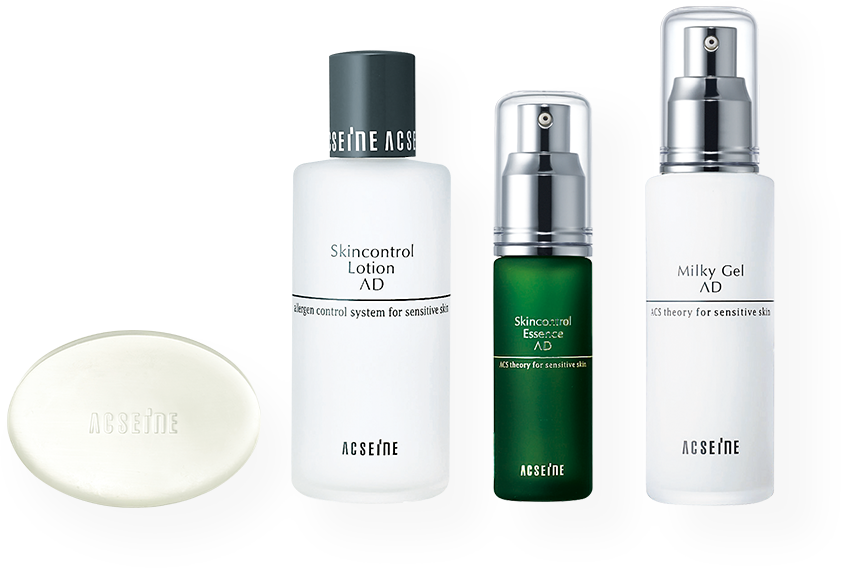 ACSEINE
CSEINE ACSE
Skincontrol
Lotion
AD
allergen control system for sensitive skin
ACSEINE
Skincontrol
Essence
AD
ACS theory for sensitive skin
ACSEINE
Milky Gel
AD
ACS theory for sensitive skin
ACSEINE